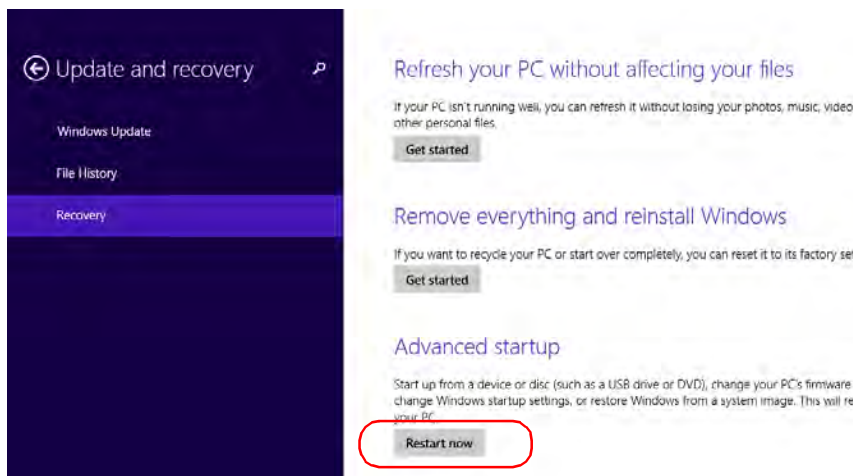 Update and recovery
Windows Update
File History
Recovery
Refresh your PC without affecting your files
If your PC isn't running well, you can refresh it without losing your photos, music, video
other personal files.
Get started
Remove everything and reinstall Windows
If you want to recycle your PC or start over completely, you can reset it to its factory set
Get started
Advanced startup
Start up from a device or disc (such as a USB drive or DVD), change your PC's firmware
change Windows startup settings, or restore Windows from a system image. This will re
your PC.
Restart now